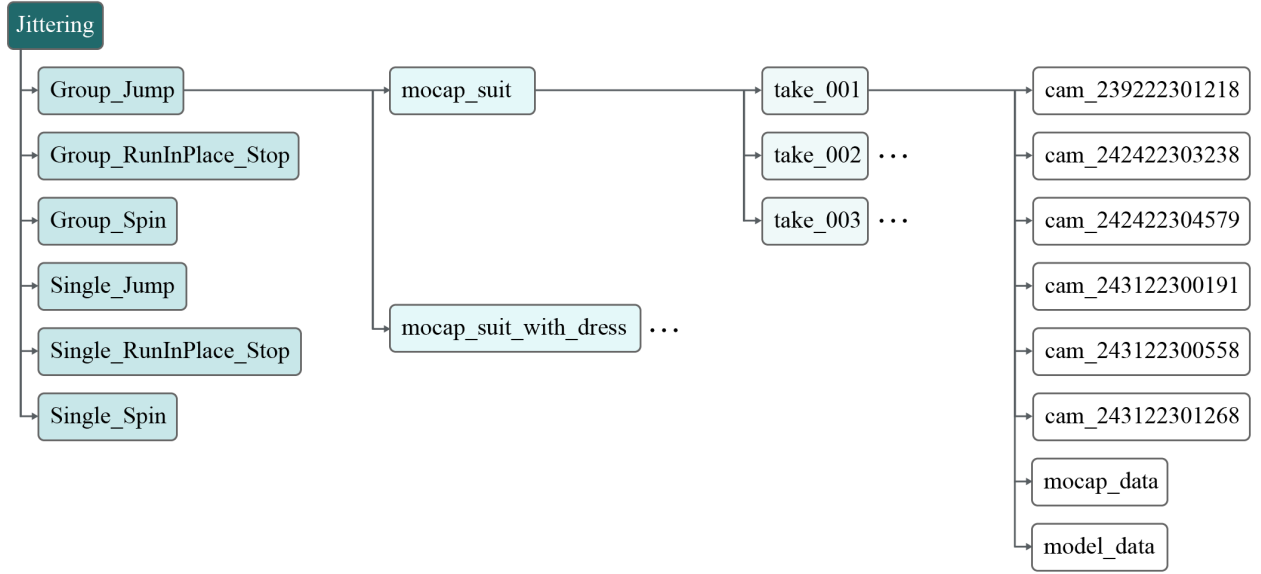 Jittering
Group_Jump
mocap_suit
take_001
cam_239222301218
Group_RunInPlace_Stop
take_002 ...
cam_242422303238
Group_Spin
take_003 ...
cam_242422304579
Single_Jump
cam_243122300191
mocap_suit_with_dress ...
Single_RunInPlace_Stop
cam_243122300558
Single_Spin
cam_243122301268
mocap_data
model_data